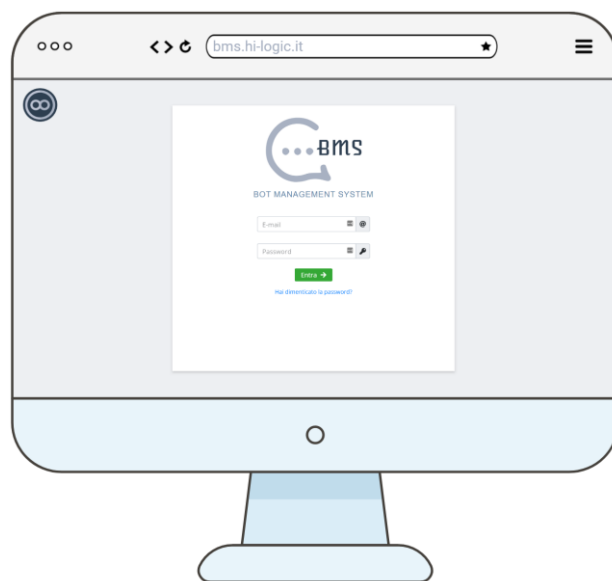 bms.hi-logic.it
BMS
BOT MANAGEMENT SYSTEM
E-mail
@
Password
Entra →
Hai dimenticato la password?